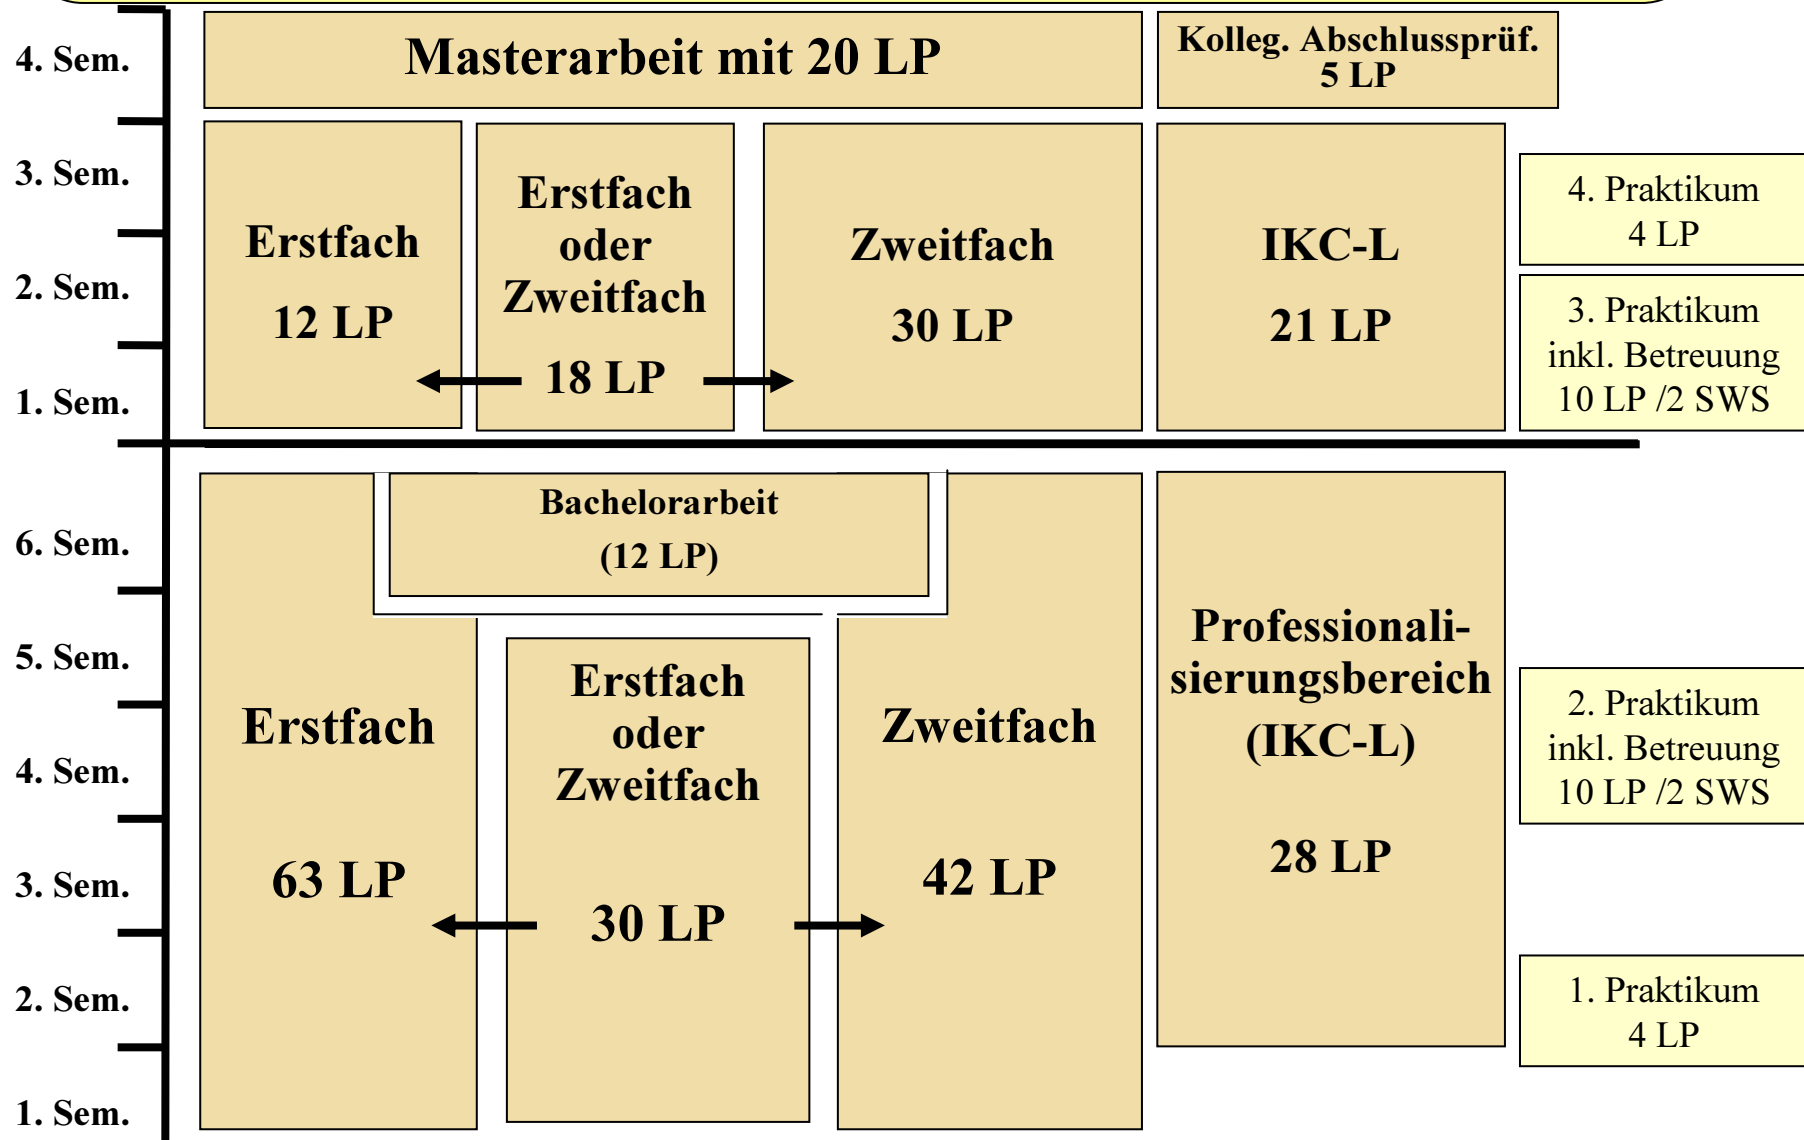 4. Sem.
Masterarbeit mit 20 LP
Kolleg. Abschlussprüf.
5 LP
3. Sem.
2. Sem.
1. Sem.
Erstfach
12 LP
Erstfach
oder
Zweitfach
18 LP
Zweitfach
30 LP
IKC-L
21 LP
4. Praktikum
4 LP
3. Praktikum
inkl. Betreuung
10 LP /2 SWS
6. Sem.
5. Sem.
4. Sem.
3. Sem.
2. Sem.
1. Sem.
Bachelorarbeit
(12 LP)
Erstfach
63 LP
Erstfach
oder
Zweitfach
30 LP
Zweitfach
42 LP
Professionali-
sierungsbereich
(IKC-L)
28 LP
2. Praktikum
inkl. Betreuung
10 LP /2 SWS
1. Praktikum
4 LP